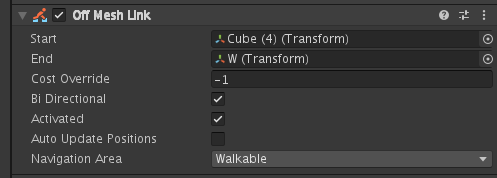 Off Mesh Link
Start Cube (4) (Transform)
End W (Transform)
Cost Override -1
Bi Directional
Activated
Auto Update Positions
Navigation Area Walkable